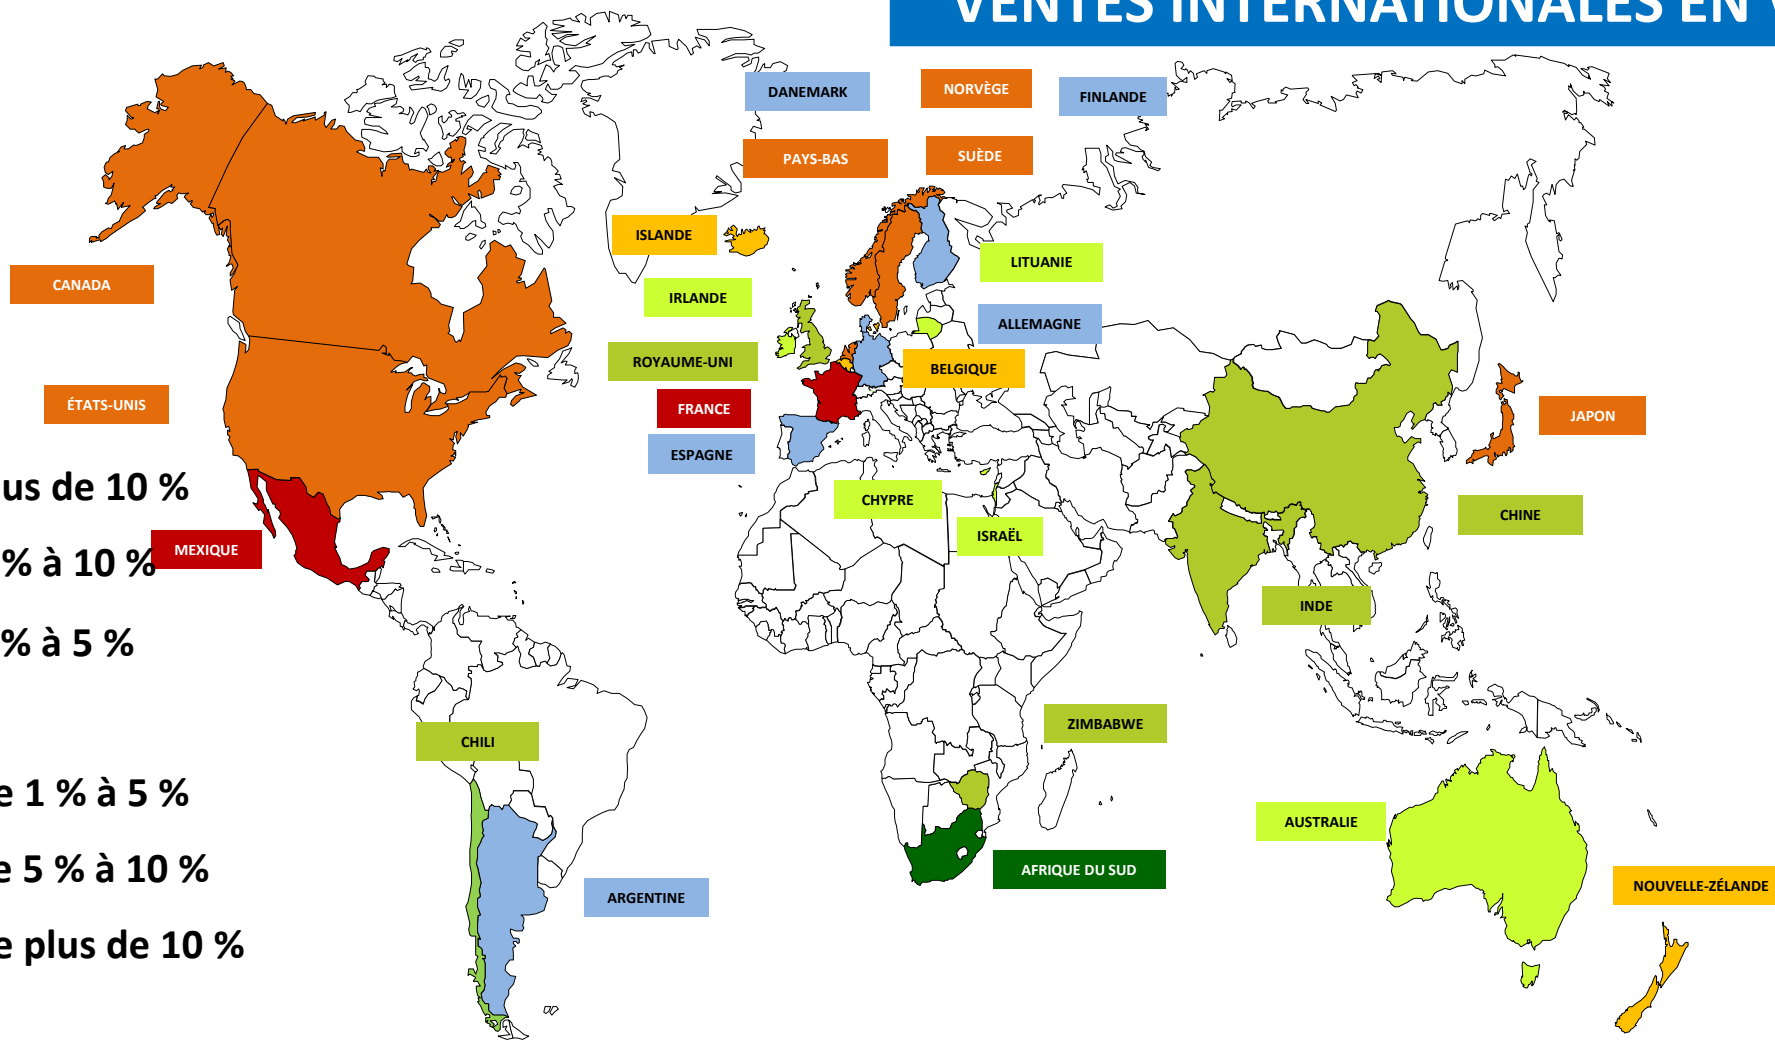 VENTES INTERNATIONALES EN
DANEMARK
NORVÈGE
FINLANDE
PAYS-BAS
SUÈDE
ISLANDE
LITUANIE
CANADA
IRLANDE
ALLEMAGNE
ROYAUME-UNI
BELGIQUE
ÉTATS-UNIS
FRANCE
JAPON
ESPAGNE
us de 10 %
CHYPRE
CHINE
ISRAËL
MEXIQUE
% à 10 %
INDE
% à 5 %
ZIMBABWE
CHILI
e 1 % à 5 %
AUSTRALIE
e 5 % à 10 %
AFRIQUE DU SUD
NOUVELLE-ZÉLANDE
ARGENTINE
e plus de 10 %